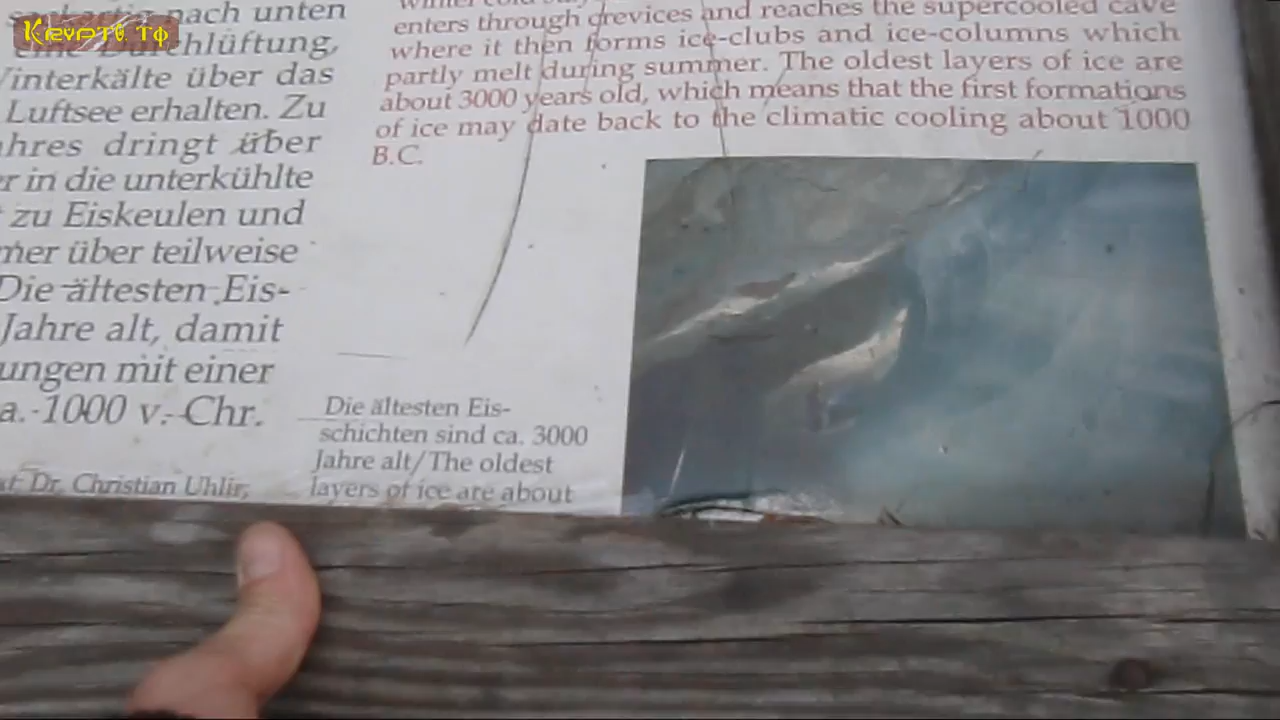 KRYPT6.TO
nach unten
eine Durchlüftung,
Winterkälte über das
Luftsee erhalten. Zu
dringt über
in die unterkühlte
zu Eiskeulen und
über teilweise
Die ältesten Eis-
Jahre alt, damit
mit einer
1000 v. Chr.
Dr. Christian Uhlir,
winter cold
enters through crevices and reaches the supercooled cave
where it then forms ice-clubs and ice-columns which
partly melt during summer. The oldest layers of ice are
about 3000 years old, which means that the first formations
of ice may date back to the climatic cooling about 1000
B.C.
Die ältesten Eis-
schichten sind ca. 3000
Jahre alt/The oldest
layers of ice are about